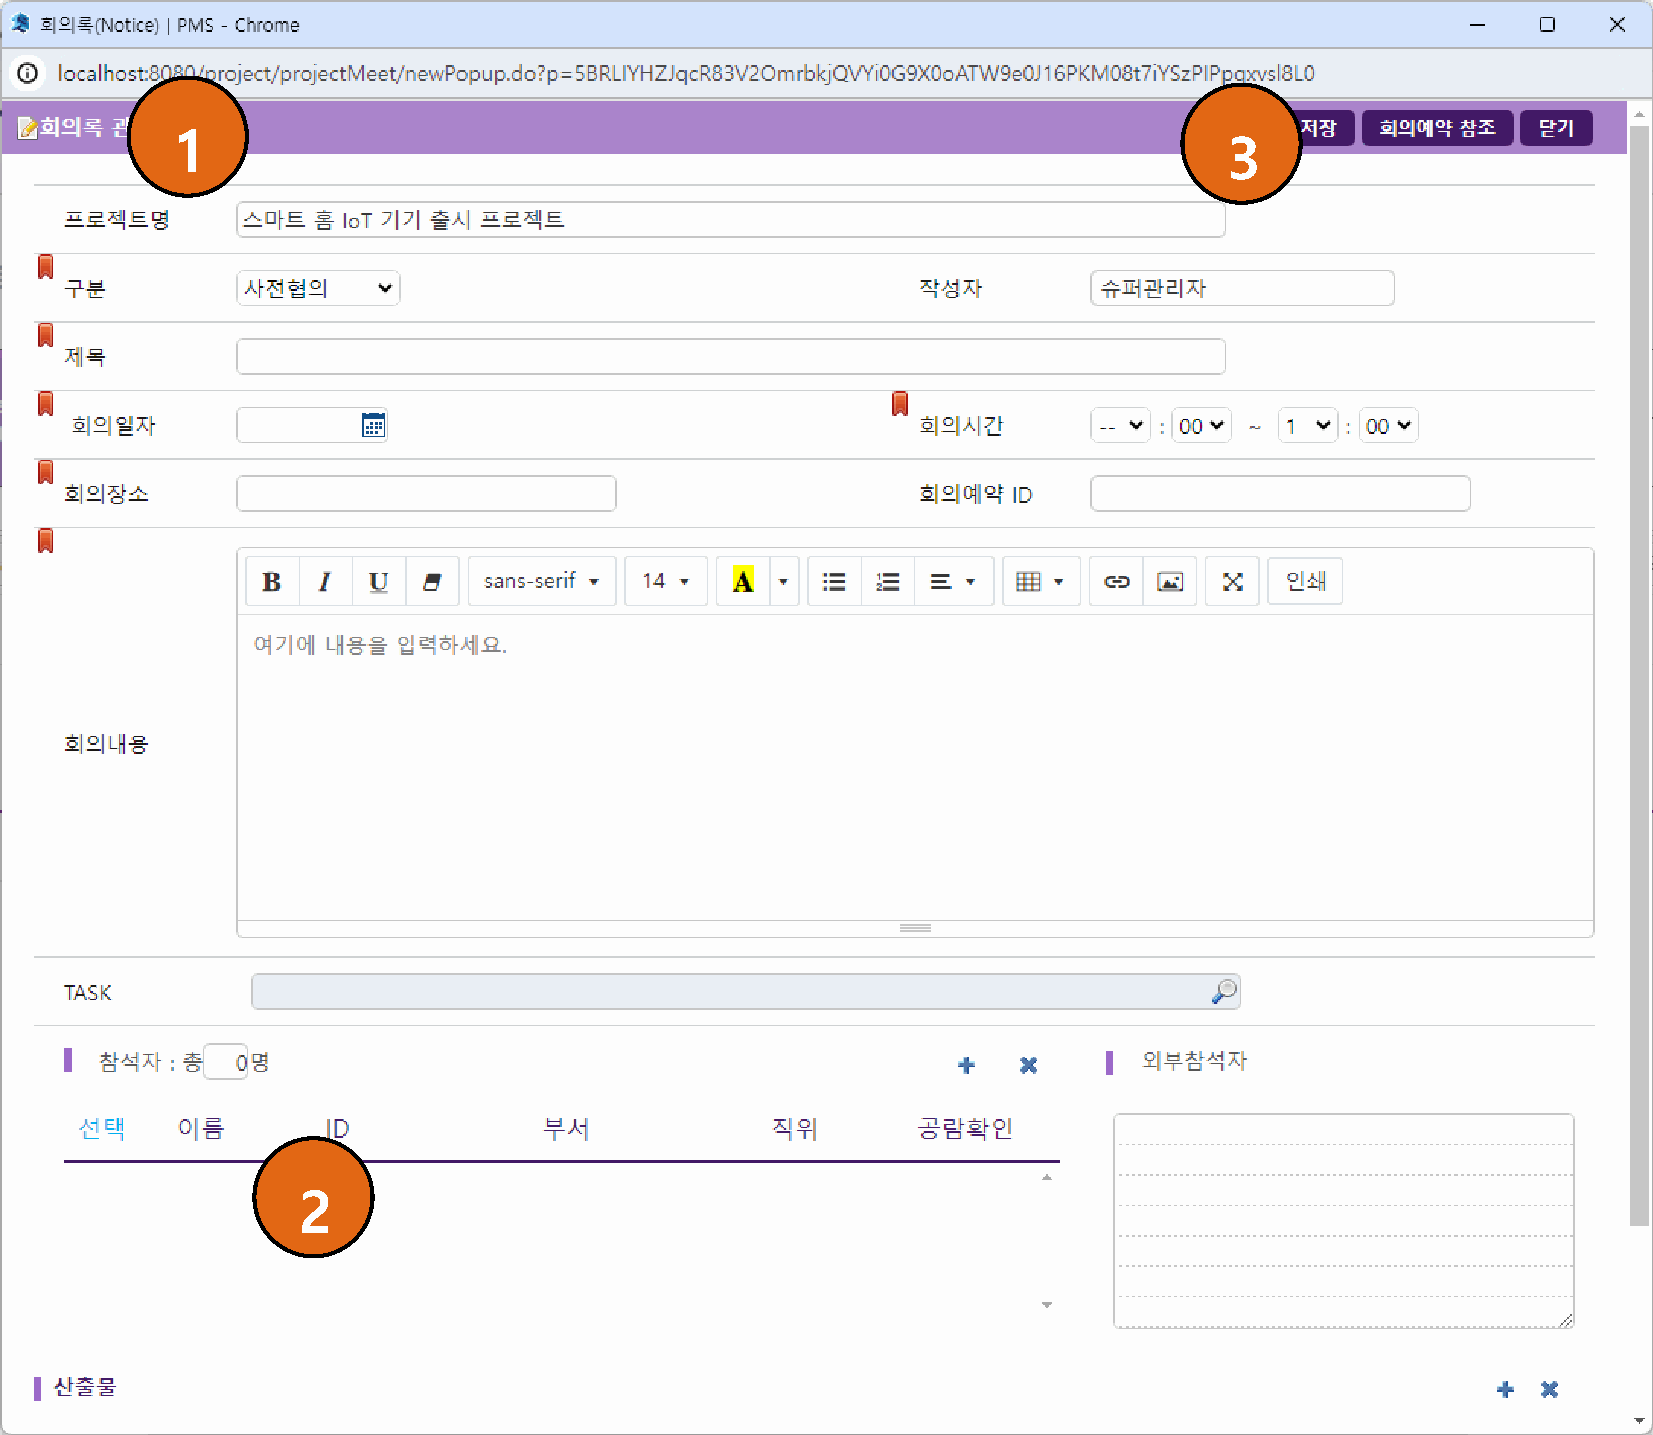 회의록(Notice) | PMS - Chrome
localhost:8080/project/projectMeet/newPopup.do?p=5BRLIYHZJqcR83V2OmrbkjQVYi0G9X0oATW9e0J16PKM08t7iYSzPIPpqxvsl8L0
회의록 관 1 3 저장 회의예약 참조 닫기
프로젝트명 스마트 홈 IoT 기기 출시 프로젝트
구분 사전협의 작성자 슈퍼관리자
제목
회의일자 회의시간 -- : 00 ~ 1 : 00
회의장소 회의예약 ID
B I U sans-serif 14 A 인쇄
여기에 내용을 입력하세요.
회의내용
TASK
참석자 : 총 0명 외부참석자
선택 이름 ID 부서 직위 공람확인
2
산출물